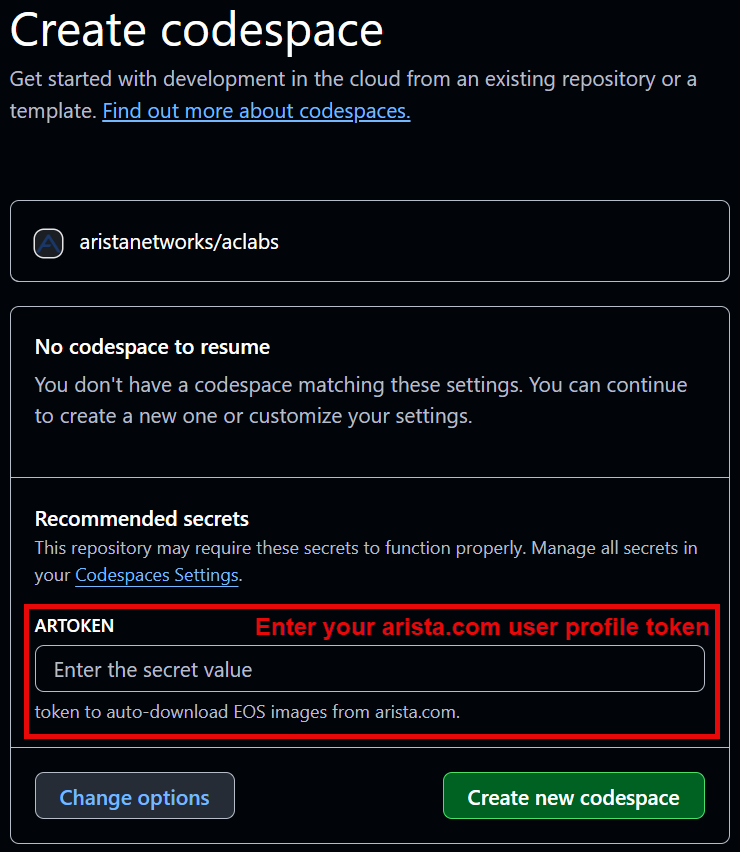 Create codespace
Get started with development in the cloud from an existing repository or a
template. Find out more about codespaces.
aristanetworks/aclabs
No codespace to resume
You don't have a codespace matching these settings. You can continue
to create a new one or customize your settings.
Recommended secrets
This repository may require these secrets to function properly. Manage all secrets in
your Codespaces Settings.
ARTOKEN Enter your arista.com user profile token
Enter the secret value
token to auto-download EOS images from arista.com.
Change options Create new codespace